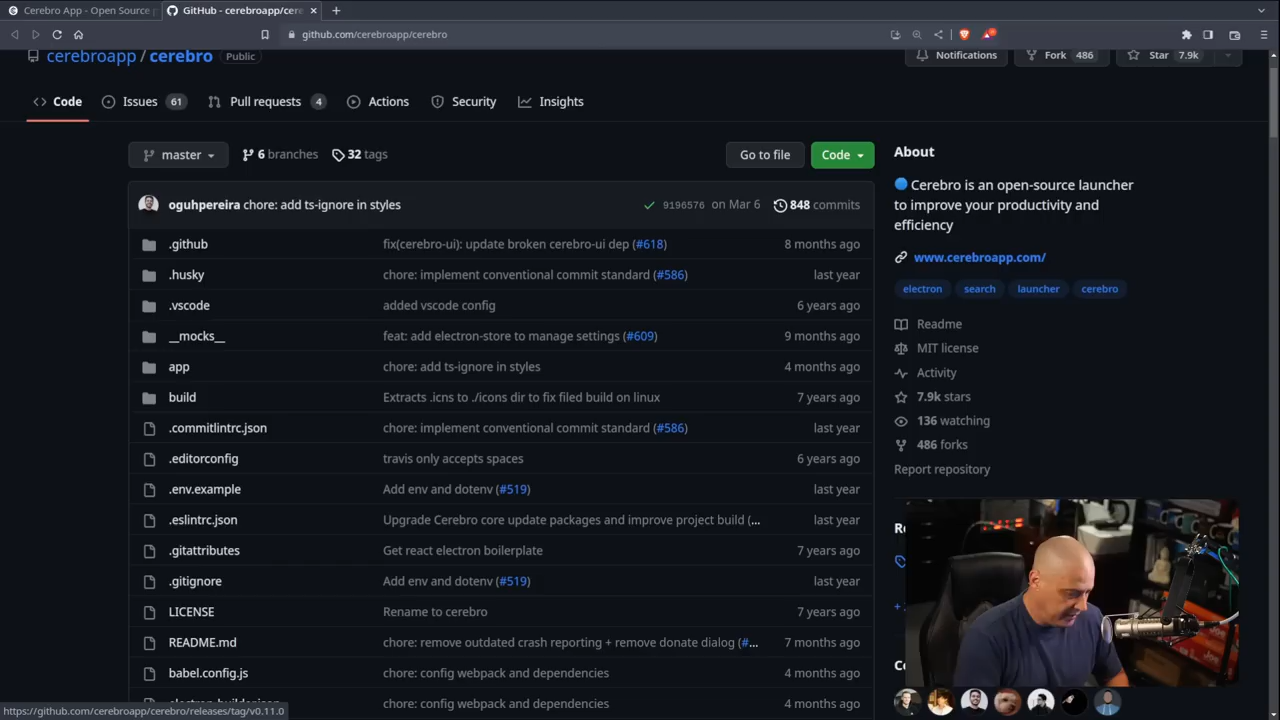 Cerebro App - Open Source
GitHub - cerebroapp/cere
github.com/cerebroapp/cerebro
cerebroapp / cerebro Public
Notifications
Fork 486
Star 7.9k
Code
Issues 61
Pull requests 4
Actions
Security
Insights
master
6 branches
32 tags
Go to file
Code
oguhpereira chore: add ts-ignore in styles 9196576 on Mar 6 848 commits
.github fix(cerebro-ui): update broken cerebro-ui dep (#618) 8 months ago
.husky chore: implement conventional commit standard (#586) last year
.vscode added vscode config 6 years ago
__mocks__ feat: add electron-store to manage settings (#609) 9 months ago
app chore: add ts-ignore in styles 4 months ago
build Extracts .icns to ./icons dir to fix filed build on linux 7 years ago
.commitlintrc.json chore: implement conventional commit standard (#586) last year
.editorconfig travis only accepts spaces 6 years ago
.env.example Add env and dotenv (#519) last year
.eslintrc.json Upgrade Cerebro core update packages and improve project build (... last year
.gitattributes Get react electron boilerplate 7 years ago
.gitignore Add env and dotenv (#519) last year
LICENSE Rename to cerebro 7 years ago
README.md chore: remove outdated crash reporting + remove donate dialog (#... 7 months ago
babel.config.js chore: config webpack and dependencies 4 months ago
chore: config webpack and dependencies 4 months ago
https://github.com/cerebroapp/cerebro/releases/tag/v0.11.0
About
Cerebro is an open-source launcher
to improve your productivity and
efficiency
www.cerebroapp.com/
electron search launcher cerebro
Readme
MIT license
Activity
7.9k stars
136 watching
486 forks
Report repository